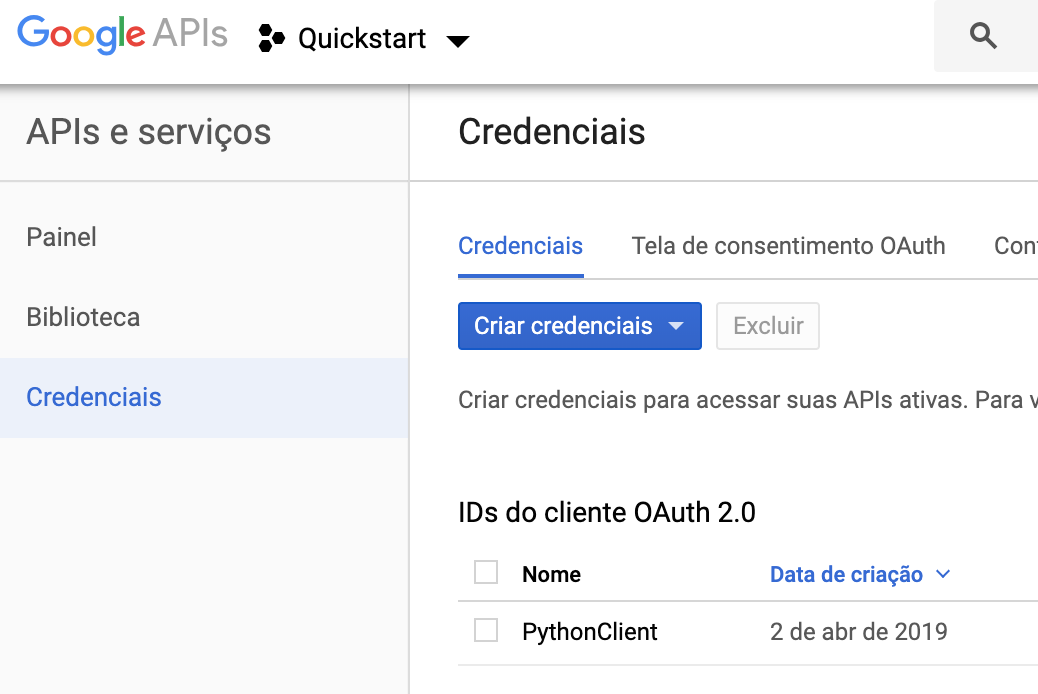 Google APIs Quickstart
APIs e serviços
Credenciais
Painel
Biblioteca
Credenciais
Credenciais Tela de consentimento OAuth Con
Criar credenciais Excluir
Criar credenciais para acessar suas APIs ativas. Para v
IDs do cliente OAuth 2.0
Nome Data de criação
PythonClient 2 de abr de 2019